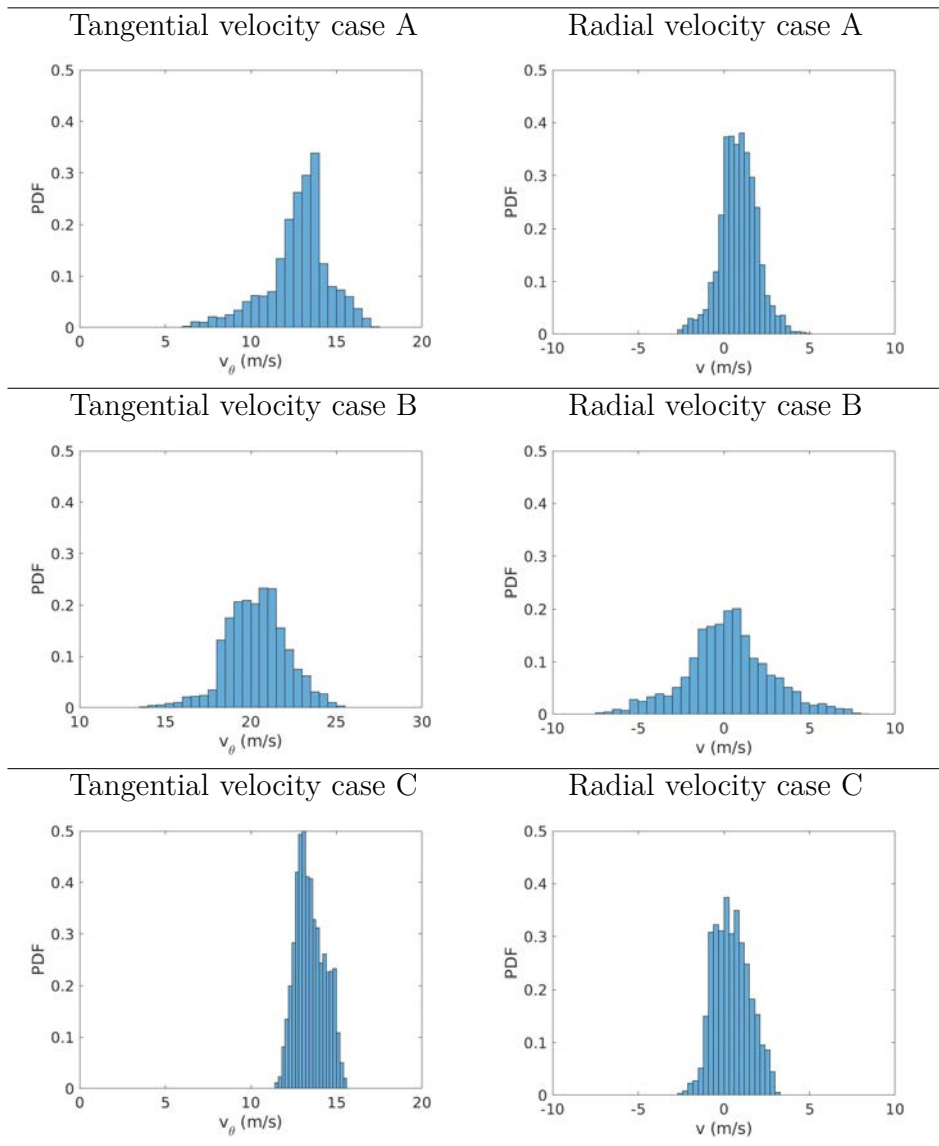 Tangential velocity case A
Radial velocity case A
0.5
0.4
0.3
0.2
0.1
0
PDF
0 5 10 15 20
vθ (m/s)
0.5
0.4
0.3
0.2
0.1
0
PDF
-10 -5 0 5 10
v (m/s)
Tangential velocity case B
Radial velocity case B
0.5
0.4
0.3
0.2
0.1
0
PDF
10 15 20 25 30
vθ (m/s)
0.5
0.4
0.3
0.2
0.1
0
PDF
-10 -5 0 5 10
v (m/s)
Tangential velocity case C
Radial velocity case C
0.5
0.4
0.3
0.2
0.1
0
PDF
0 5 10 15 20
vθ (m/s)
0.5
0.4
0.3
0.2
0.1
0
PDF
-10 -5 0 5 10
v (m/s)